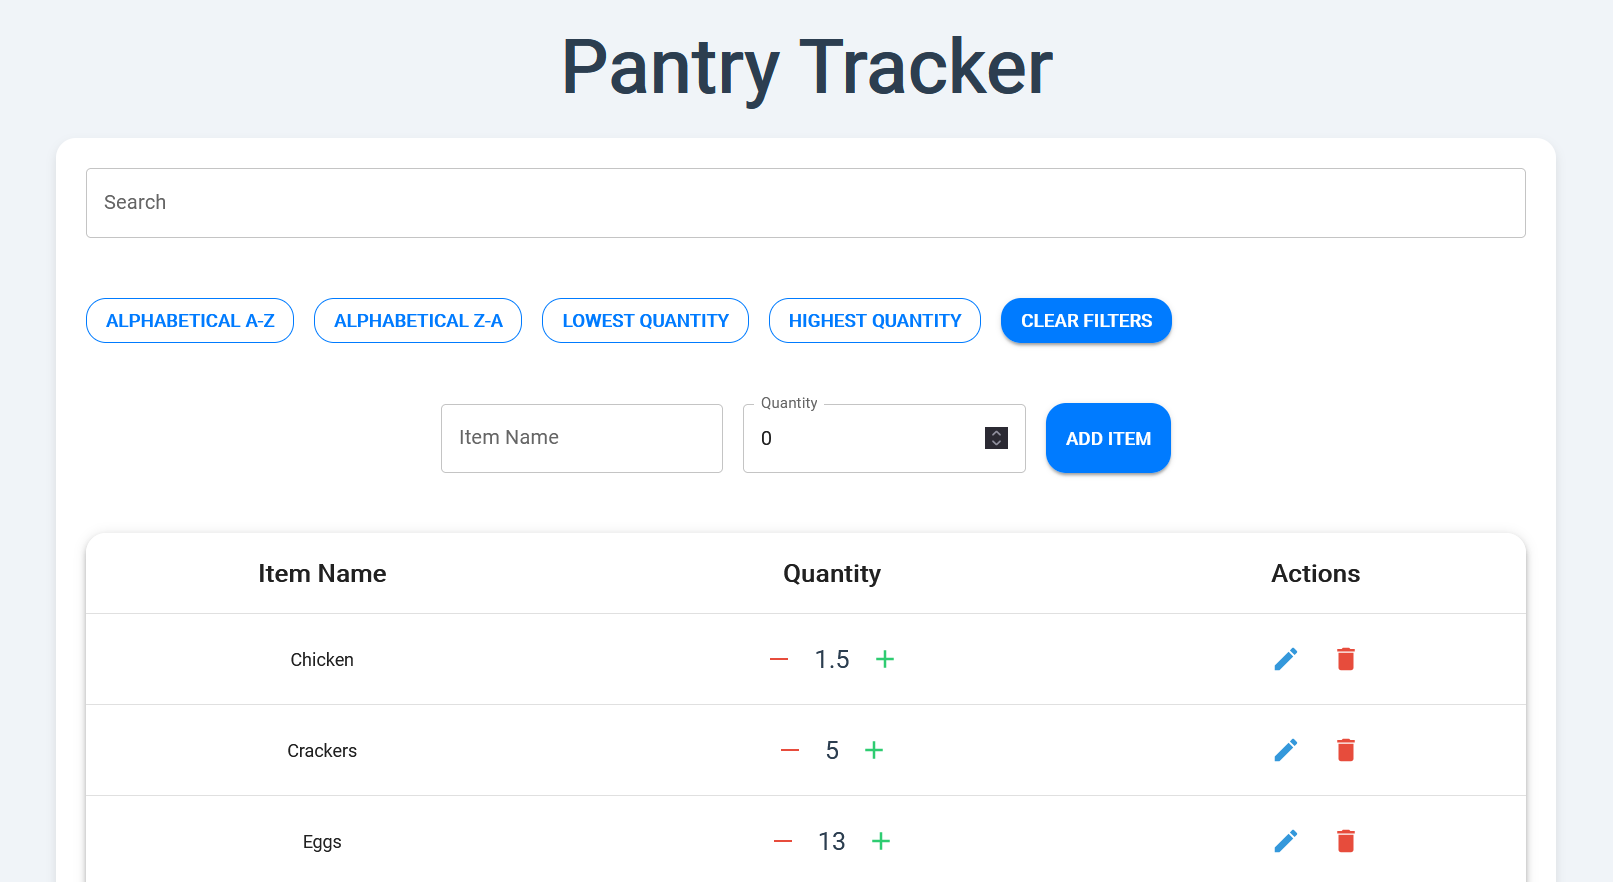 Pantry Tracker
Search
ALPHABETICAL A-Z ALPHABETICAL Z-A LOWEST QUANTITY HIGHEST QUANTITY CLEAR FILTERS
Quantity
Item Name 0 ADD ITEM
Item Name Quantity Actions
Chicken 1.5
Crackers 5
Eggs 13